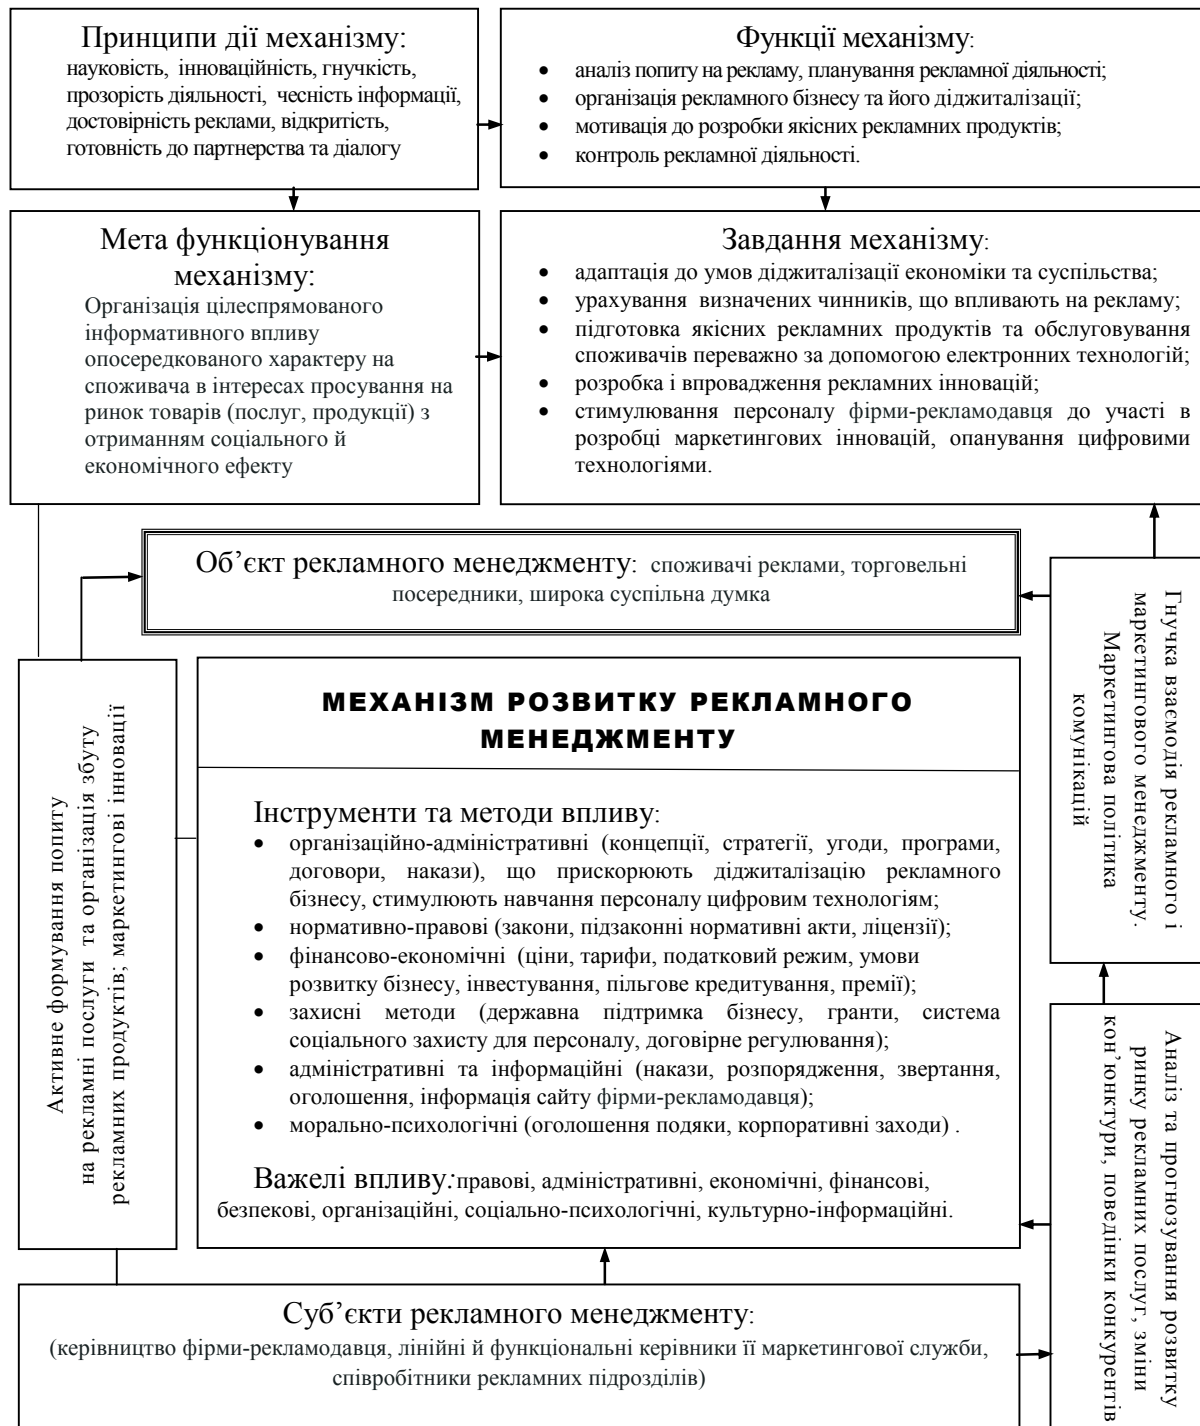 Принципи дії механізму:
науковість, інноваційність, гнучкість,
прозорість діяльності, чесність інформації,
достовірність реклами, відкритість,
готовність до партнерства та діалогу
Функції механізму:
• аналіз попиту на рекламу, планування рекламної діяльності;
• організація рекламного бізнесу та його діджиталізації;
• мотивація до розробки якісних рекламних продуктів;
• контроль рекламної діяльності.
Мета функціонування
механізму:
Організація цілеспрямованого
інформативного впливу
опосередкованого характеру на
споживача в інтересах просування на
ринок товарів (послуг, продукції) з
отриманням соціального й
економічного ефекту
Завдання механізму:
• адаптація до умов діджиталізації економіки та суспільства;
• урахування визначених чинників, що впливають на рекламу;
• підготовка якісних рекламних продуктів та обслуговування
споживачів переважно за допомогою електронних технологій;
• розробка і впровадження рекламних інновацій;
• стимулювання персоналу фірми-рекламодавця до участі в
розробці маркетингових інновацій, опанування цифровими
технологіями.
Об’єкт рекламного менеджменту: споживачі реклами, торговельні
посередники, широка суспільна думка
Гнучка взаємодія рекламного і
маркетингового менеджменту.
Маркетингова політика
комунікацій
Активне формування попиту
на рекламні послуги та організація збуту
рекламних продуктів; маркетингові інновації
МЕХАНІЗМ РОЗВИТКУ РЕКЛАМНОГО
МЕНЕДЖМЕНТУ
Інструменти та методи впливу:
• організаційно-адміністративні (концепції, стратегії, угоди, програми,
договори, накази), що прискорюють діджиталізацію рекламного
бізнесу, стимулюють навчання персоналу цифровим технологіям;
• нормативно-правові (закони, підзаконні нормативні акти, ліцензії);
• фінансово-економічні (ціни, тарифи, податковий режим, умови
розвитку бізнесу, інвестування, пільгове кредитування, премії);
• захисні методи (державна підтримка бізнесу, гранти, система
соціального захисту для персоналу, договірне регулювання);
• адміністративні та інформаційні (накази, розпорядження, звертання,
оголошення, інформація сайту фірми-рекламодавця);
• морально-психологічні (оголошення подяки, корпоративні заходи) .
Важелі впливу:правові, адміністративні, економічні, фінансові,
безпекові, організаційні, соціально-психологічні, культурно-інформаційні.
Аналіз та прогнозування розвитку
ринку рекламних послуг, зміни
кон’юнктури, поведінки конкурентів
Суб’єкти рекламного менеджменту:
(керівництво фірми-рекламодавця, лінійні й функціональні керівники її маркетингової служби,
співробітники рекламних підрозділів)